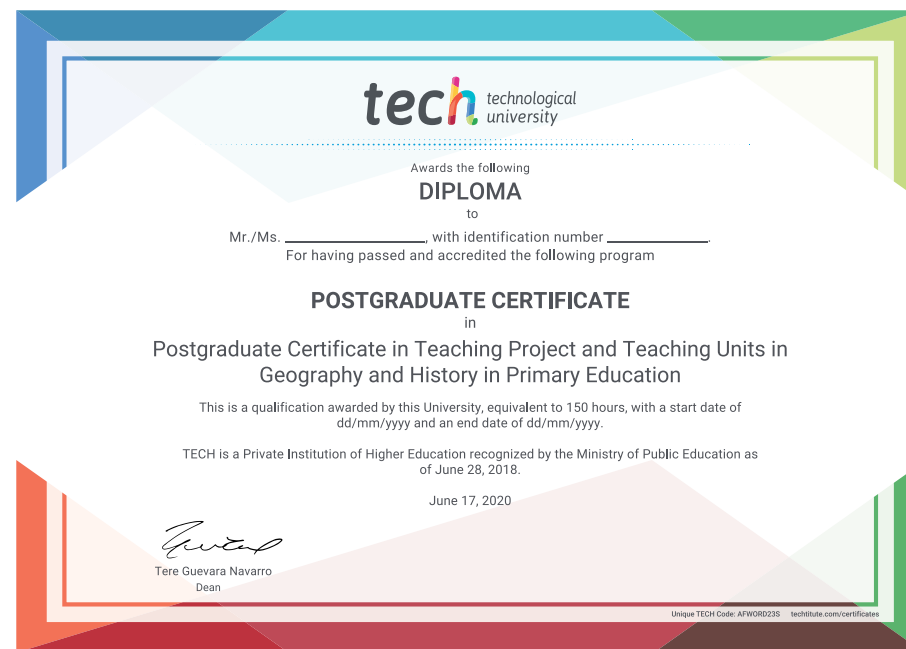 tech technological
university
Awards the following
DIPLOMA
to
Mr./Ms. ____________________, with identification number ______________.
For having passed and accredited the following program
POSTGRADUATE CERTIFICATE
in
Postgraduate Certificate in Teaching Project and Teaching Units in
Geography and History in Primary Education
This is a qualification awarded by this University, equivalent to 150 hours, with a start date of
dd/mm/yyyy and an end date of dd/mm/yyyy.
TECH is a Private Institution of Higher Education recognized by the Ministry of Public Education as
of June 28, 2018.
June 17, 2020
Tere Guevara Navarro
Dean
Unique TECH Code: AFWORD23S techtitute.com/certificates